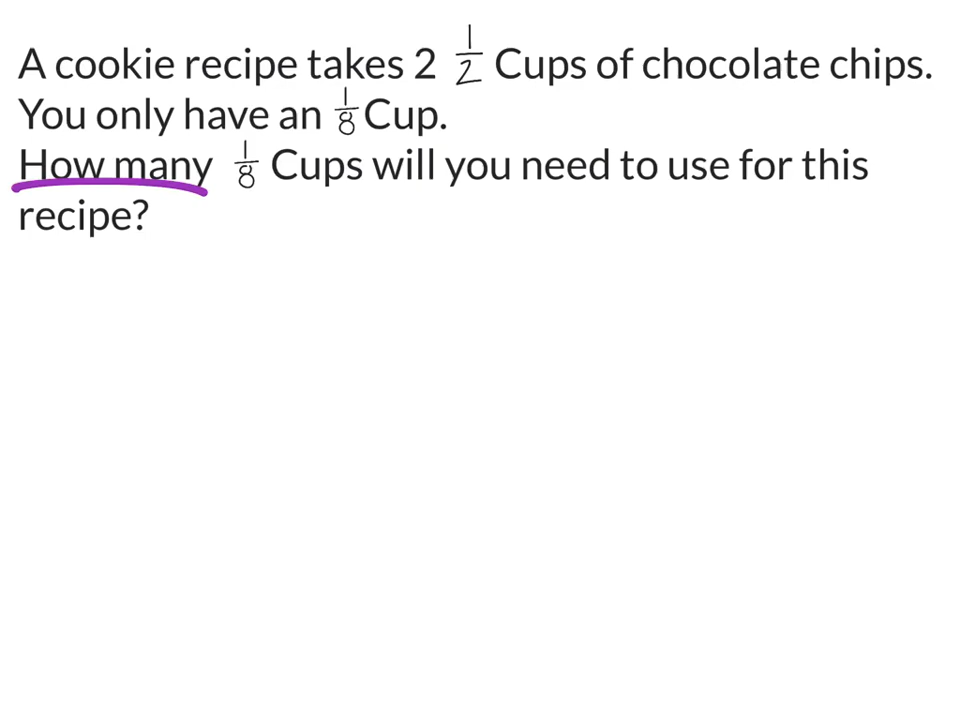 A cookie recipe takes 2 1/2 Cups of chocolate chips.
You only have an 1/8 Cup.
How many 1/8 Cups will you need to use for this
recipe?